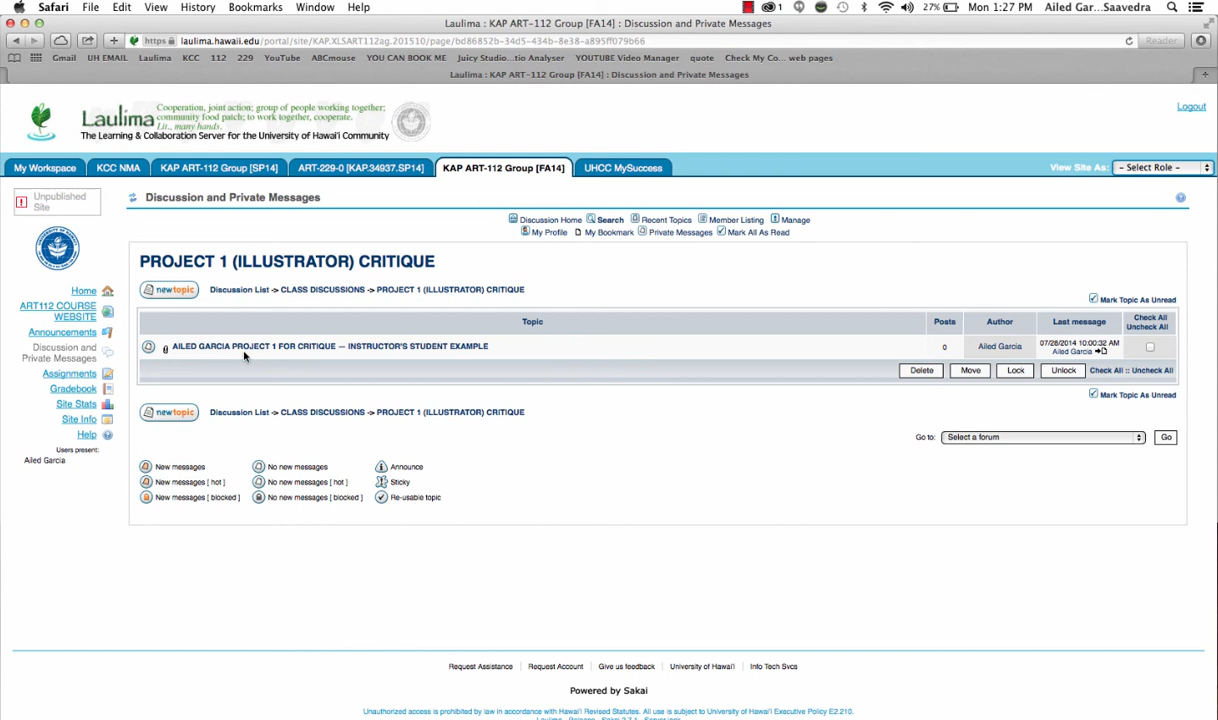 Safari File Edit View History Bookmarks Window Help 1 27% Mon 1:27 PM Ailed Gar...Saavedra
Laulima : KAP ART-112 Group [FA14] : Discussion and Private Messages
https laulima.hawaii.edu/portal/site/KAP.XLSART112ag.201510/page/bd86852b-34d5-434b-8e38-a895ff079b66 Reader
Gmail UH EMAIL Laulima KCC 112 229 YouTube ABCmouse YOU CAN BOOK ME Juicy Studio...tio Analyser YOUTUBE Video Manager quote Check My Co... web pages
Laulima : KAP ART-112 Group [FA14] : Discussion and Private Messages
Laulima
Cooperation, joint action; group of people working together;
community food patch; to work together, cooperate.
Lit., many hands.
The Learning & Collaboration Server for the University of Hawai'i Community
Logout
My Workspace KCC NMA KAP ART-112 Group [SP14] ART-229-0 [KAP.34937.SP14] KAP ART-112 Group [FA14] UHCC MySuccess View Site As: - Select Role -
Unpublished
Site
Discussion and Private Messages
Discussion Home Search Recent Topics Member Listing Manage
My Profile My Bookmark Private Messages Mark All As Read
Home
ART112 COURSE
WEBSITE
Announcements
Discussion and
Private Messages
Assignments
Gradebook
Site Stats
Site Info
Help
Users present:
Ailed Garcia
PROJECT 1 (ILLUSTRATOR) CRITIQUE
newtopic Discussion List -> CLASS DISCUSSIONS -> PROJECT 1 (ILLUSTRATOR) CRITIQUE
Mark Topic As Unread
Topic Posts Author Last message Check All
Uncheck All
AILED GARCIA PROJECT 1 FOR CRITIQUE — INSTRUCTOR'S STUDENT EXAMPLE 0 Ailed Garcia 07/28/2014 10:00:32 AM
Ailed Garcia
Delete Move Lock Unlock Check All :: Uncheck All
Mark Topic As Unread
newtopic Discussion List -> CLASS DISCUSSIONS -> PROJECT 1 (ILLUSTRATOR) CRITIQUE
Go to: Select a forum Go
New messages No new messages Announce
New messages [ hot ] No new messages [ hot ] Sticky
New messages [ blocked ] No new messages [ blocked ] Re-usable topic
Request Assistance Request Account Give us feedback University of Hawai'i Info Tech Svcs
Powered by Sakai
Unauthorized access is prohibited by law in accordance with Hawai'i Revised Statutes. All use is subject to University of Hawai'i Executive Policy E2.210.